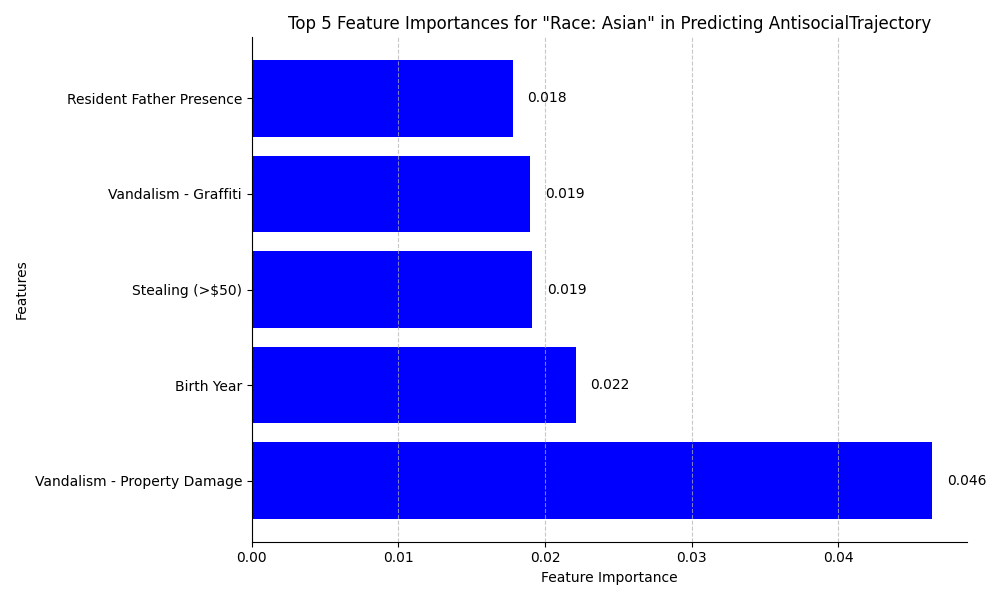 Top 5 Feature Importances for "Race: Asian" in Predicting AntisocialTrajectory
Resident Father Presence
0.018
Vandalism - Graffiti
0.019
Stealing (>$50)
0.019
Birth Year
0.022
Vandalism - Property Damage
0.046
Features
0.00
0.01
0.02
0.03
0.04
Feature Importance